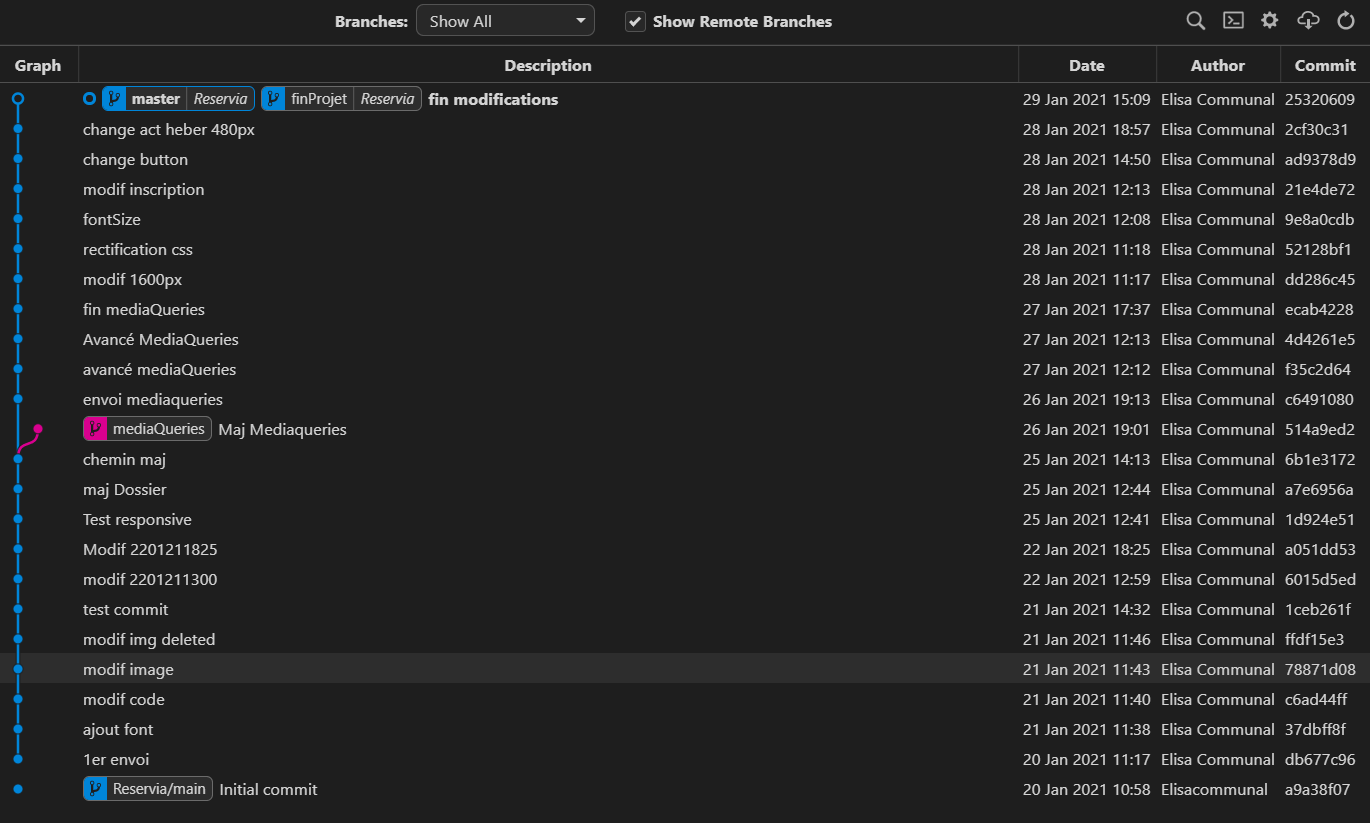 Branches: Show All Show Remote Branches
Graph Description Date Author Commit
master Reservia finProjet Reservia fin modifications 29 Jan 2021 15:09 Elisa Communal 25320609
change act heber 480px 28 Jan 2021 18:57 Elisa Communal 2cf30c31
change button 28 Jan 2021 14:50 Elisa Communal ad9378d9
modif inscription 28 Jan 2021 12:13 Elisa Communal 21e4de72
fontSize 28 Jan 2021 12:08 Elisa Communal 9e8a0cdb
rectification css 28 Jan 2021 11:18 Elisa Communal 52128bf1
modif 1600px 28 Jan 2021 11:17 Elisa Communal dd286c45
fin mediaQueries 27 Jan 2021 17:37 Elisa Communal ecab4228
Avancé MediaQueries 27 Jan 2021 12:13 Elisa Communal 4d4261e5
avancé mediaQueries 27 Jan 2021 12:12 Elisa Communal f35c2d64
envoi mediaqueries 26 Jan 2021 19:13 Elisa Communal c6491080
mediaQueries Maj Mediaqueries 26 Jan 2021 19:01 Elisa Communal 514a9ed2
chemin maj 25 Jan 2021 14:13 Elisa Communal 6b1e3172
maj Dossier 25 Jan 2021 12:44 Elisa Communal a7e6956a
Test responsive 25 Jan 2021 12:41 Elisa Communal 1d924e51
Modif 2201211825 22 Jan 2021 18:25 Elisa Communal a051dd53
modif 2201211300 22 Jan 2021 12:59 Elisa Communal 6015d5ed
test commit 21 Jan 2021 14:32 Elisa Communal 1ceb261f
modif img deleted 21 Jan 2021 11:46 Elisa Communal ffdf15e3
modif image 21 Jan 2021 11:43 Elisa Communal 78871d08
modif code 21 Jan 2021 11:40 Elisa Communal c6ad44ff
ajout font 21 Jan 2021 11:38 Elisa Communal 37dbff8f
1er envoi 20 Jan 2021 11:17 Elisa Communal db677c96
Reservia/main Initial commit 20 Jan 2021 10:58 Elisacommunal a9a38f07